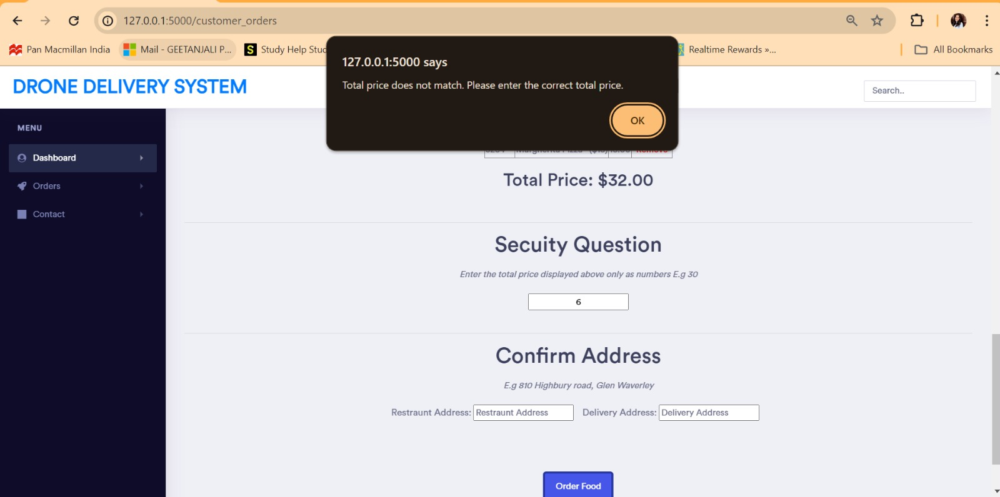 127.0.0.1:5000/customer_orders
Pan Macmillan India
Mail - GEETANJALI P...
Study Help Stu
Realtime Rewards »...
All Bookmarks
127.0.0.1:5000 says
Total price does not match. Please enter the correct total price.
OK
DRONE DELIVERY SYSTEM
Search..
MENU
Dashboard
Orders
Contact
Total Price: $32.00
Secuity Question
Enter the total price displayed above only as numbers E.g 30
6
Confirm Address
E.g 810 Highbury road, Glen Waverley
Restraunt Address: Restraunt Address Delivery Address: Delivery Address
Order Food